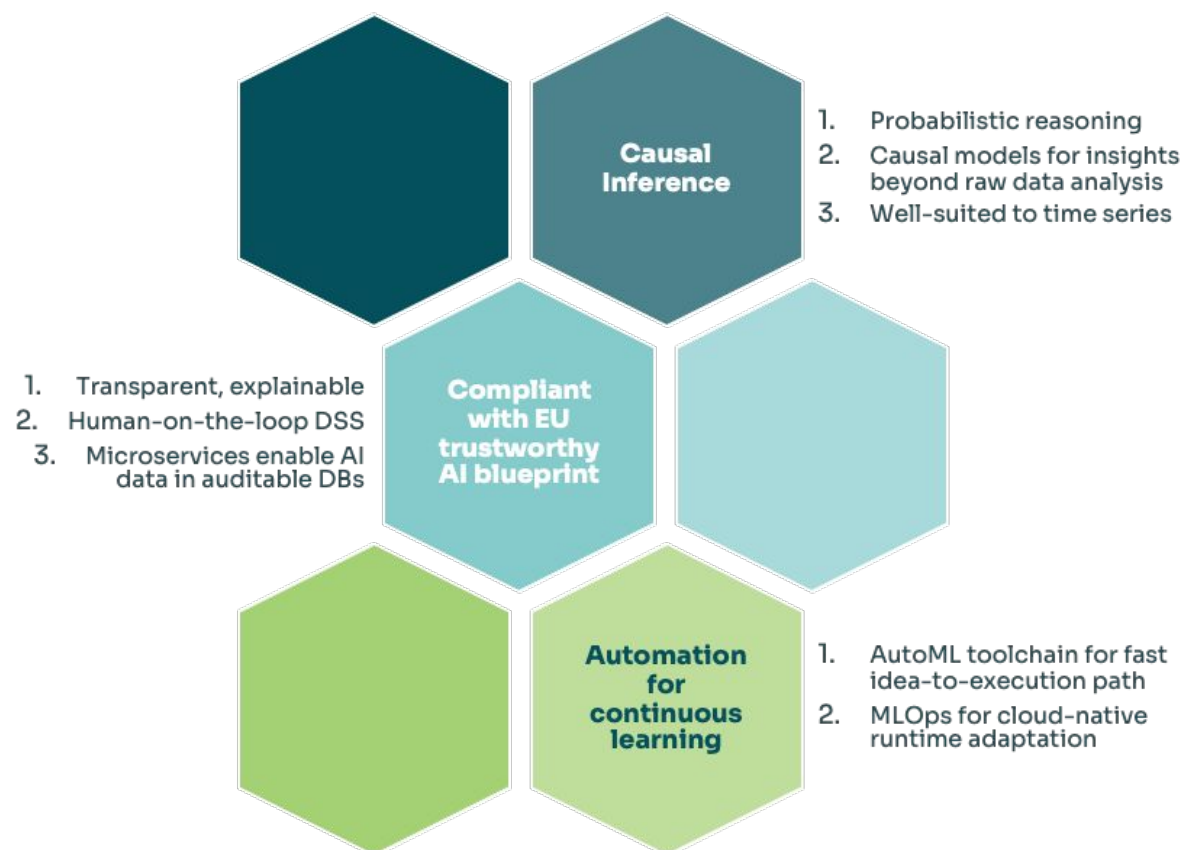 Causal
Inference
1. Probabilistic reasoning
2. Causal models for insights
beyond raw data analysis
3. Well-suited to time series
1. Transparent, explainable
2. Human-on-the-loop DSS
3. Microservices enable AI
data in auditable DBs
Compliant
with EU
trustworthy
AI blueprint
Automation
for
continuous
learning
1. AutoML toolchain for fast
idea-to-execution path
2. MLOps for cloud-native
runtime adaptation